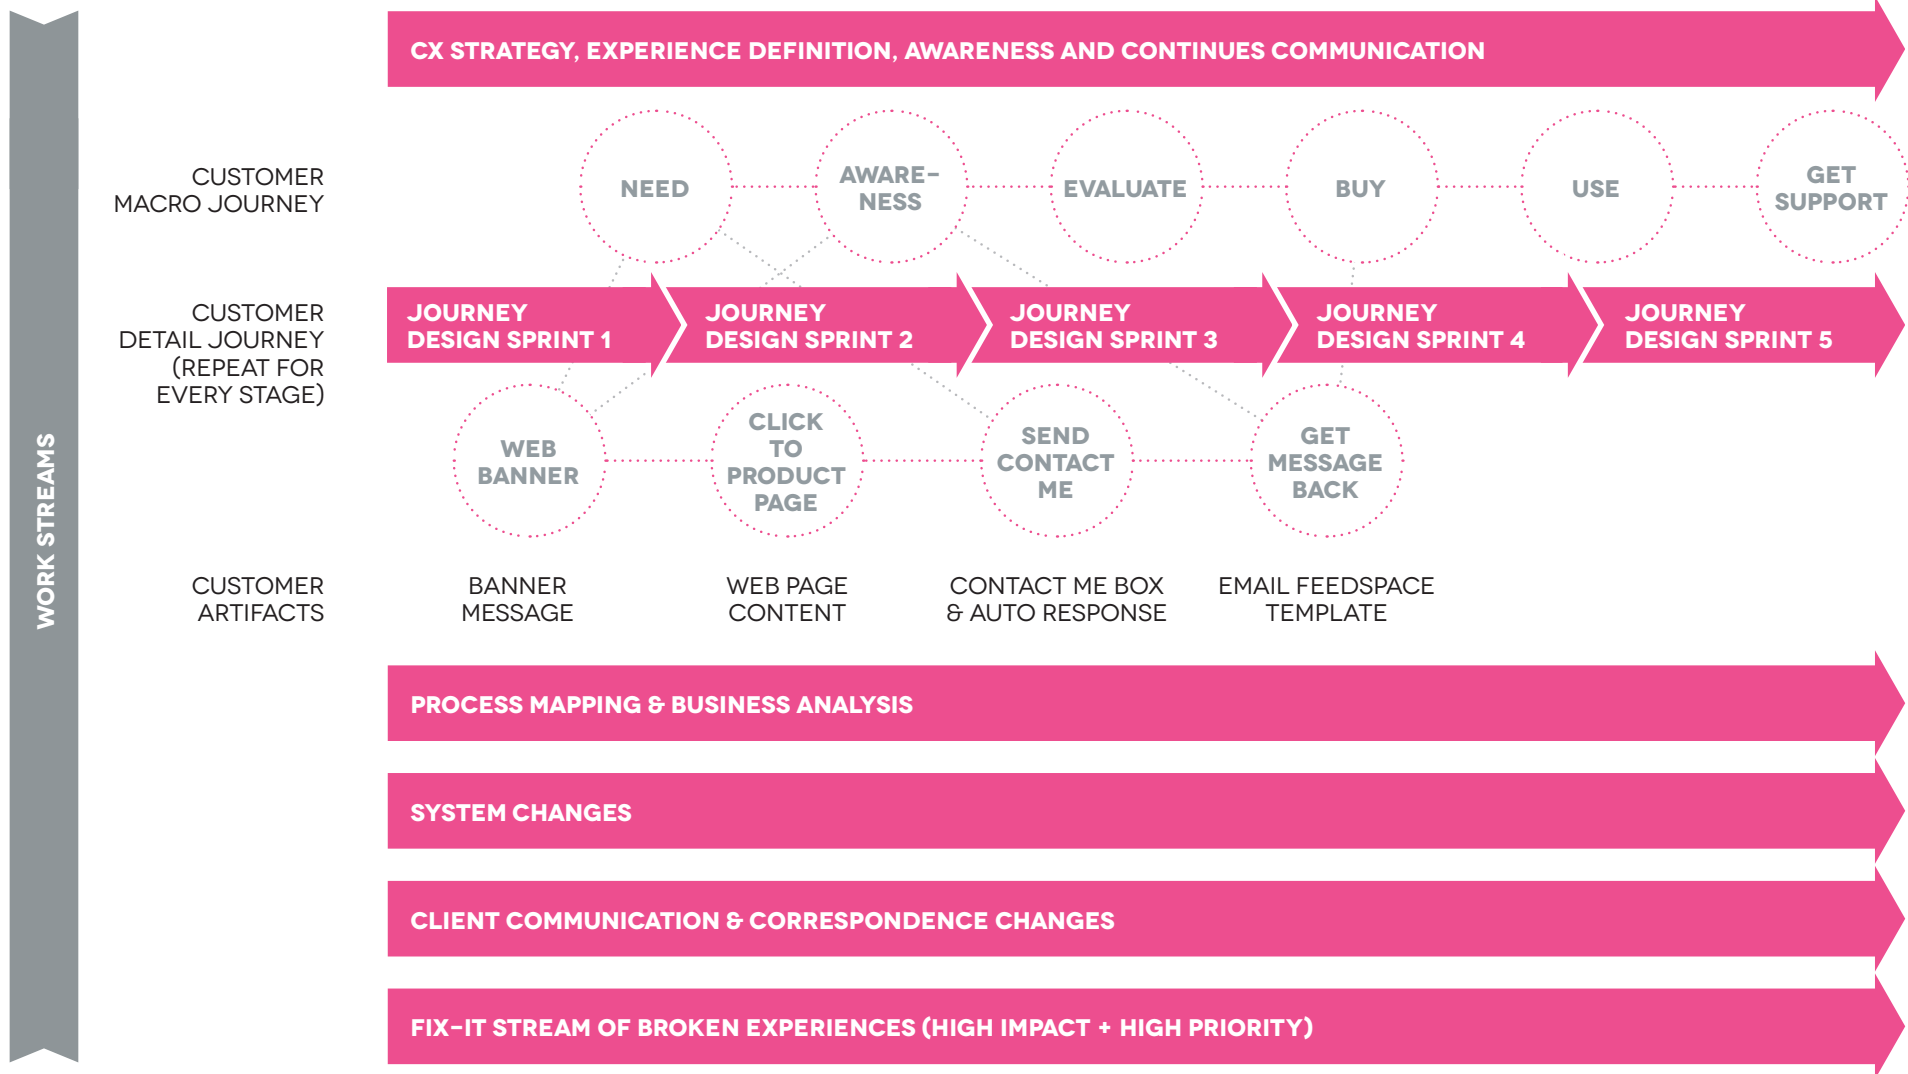 WORK STREAMS
CX STRATEGY, EXPERIENCE DEFINITION, AWARENESS AND CONTINUES COMMUNICATION
CUSTOMER
MACRO JOURNEY
NEED
AWARE-
NESS
EVALUATE
BUY
USE
GET
SUPPORT
CUSTOMER
DETAIL JOURNEY
(REPEAT FOR
EVERY STAGE)
JOURNEY
DESIGN SPRINT 1
JOURNEY
DESIGN SPRINT 2
JOURNEY
DESIGN SPRINT 3
JOURNEY
DESIGN SPRINT 4
JOURNEY
DESIGN SPRINT 5
WEB
BANNER
CLICK
TO
PRODUCT
PAGE
SEND
CONTACT
ME
GET
MESSAGE
BACK
CUSTOMER
ARTIFACTS
BANNER
MESSAGE
WEB PAGE
CONTENT
CONTACT ME BOX
& AUTO RESPONSE
EMAIL FEEDSPACE
TEMPLATE
PROCESS MAPPING & BUSINESS ANALYSIS
SYSTEM CHANGES
CLIENT COMMUNICATION & CORRESPONDENCE CHANGES
FIX-IT STREAM OF BROKEN EXPERIENCES (HIGH IMPACT + HIGH PRIORITY)